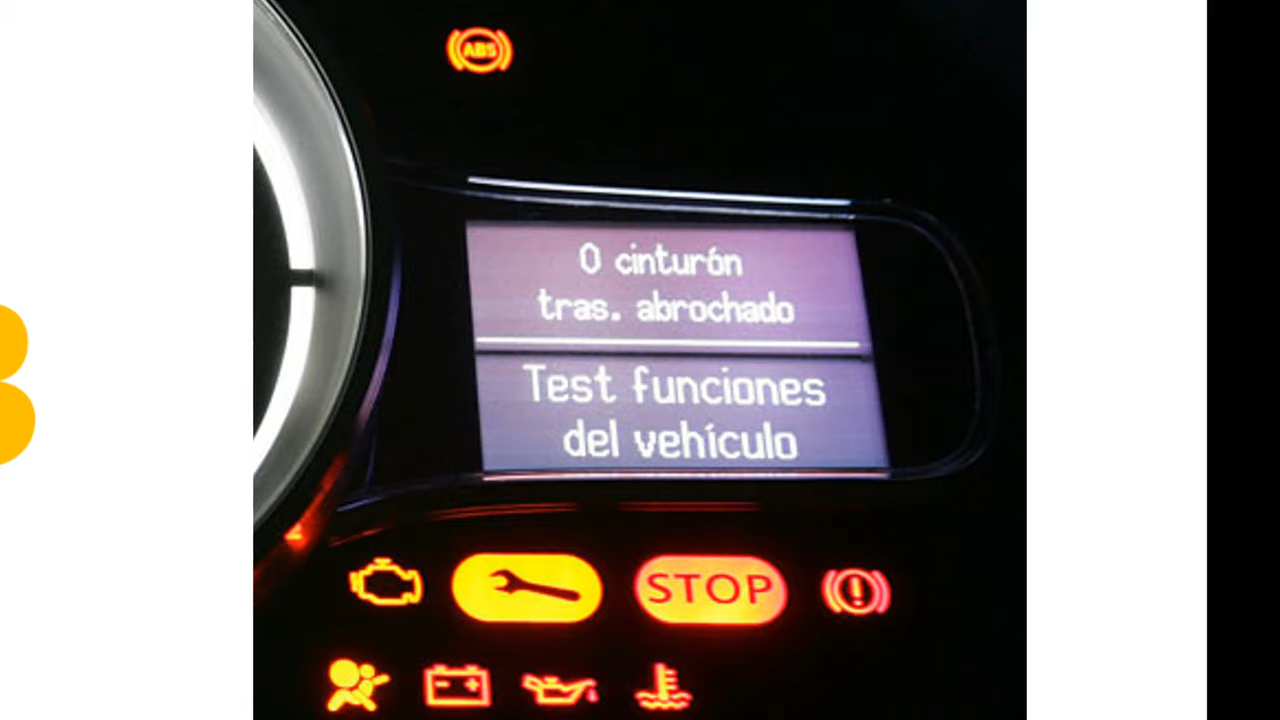 ABS
0 cinturón
tras. abrochado
Test funciones
del vehículo
STOP